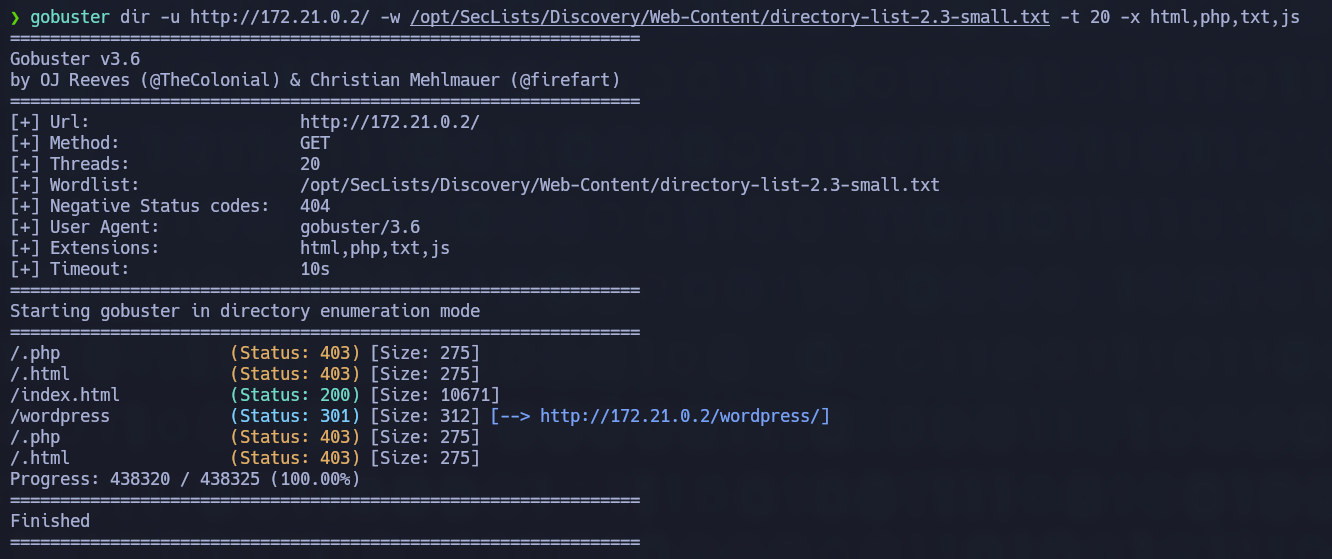 ❯ gobuster dir -u http://172.21.0.2/ -w /opt/SecLists/Discovery/Web-Content/directory-list-2.3-small.txt -t 20 -x html,php,txt,js
===============================================================
Gobuster v3.6
by OJ Reeves (@TheColonial) & Christian Mehlmauer (@firefart)
===============================================================
[+] Url:                     http://172.21.0.2/
[+] Method:                  GET
[+] Threads:                 20
[+] Wordlist:                /opt/SecLists/Discovery/Web-Content/directory-list-2.3-small.txt
[+] Negative Status codes:   404
[+] User Agent:              gobuster/3.6
[+] Extensions:              html,php,txt,js
[+] Timeout:                 10s
===============================================================
Starting gobuster in directory enumeration mode
===============================================================
/.php                 (Status: 403) [Size: 275]
/.html                (Status: 403) [Size: 275]
/index.html           (Status: 200) [Size: 10671]
/wordpress            (Status: 301) [Size: 312] [--> http://172.21.0.2/wordpress/]
/.php                 (Status: 403) [Size: 275]
/.html                (Status: 403) [Size: 275]
Progress: 438320 / 438325 (100.00%)
===============================================================
Finished
===============================================================